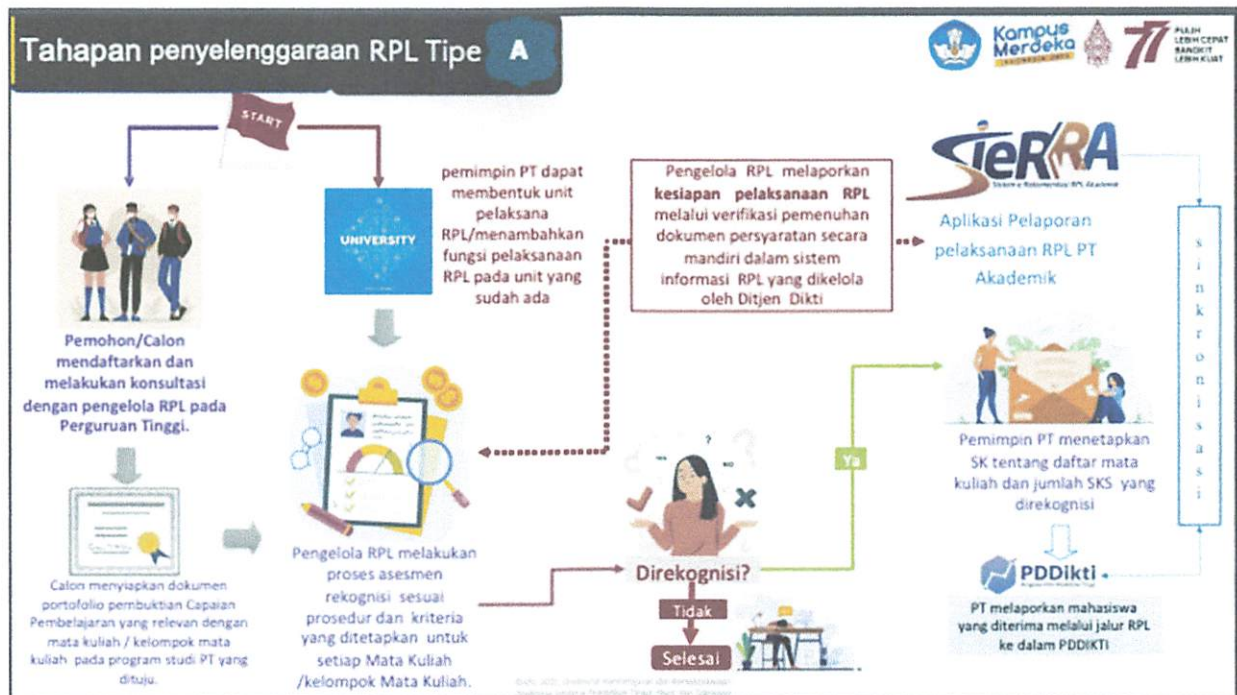 Tahapan penyelenggaraan RPL Tipe A
Kampus
Merdeka
INDONESIA JAYA
77
PULIH
LEBIH CEPAT
BANGKIT
LEBIH KUAT
START
Pemohon/Calon
mendaftarkan dan
melakukan konsultasi
dengan pengelola RPL pada
Perguruan Tinggi.
Calon menyiapkan dokumen
portofolio pembuktian Capaian
Pembelajaran yang relevan dengan
mata kuliah / kelompok mata
kuliah pada program studi PT yang
dituju.
UNIVERSITY
pemimpin PT dapat
membentuk unit
pelaksana
RPL/menambahkan
fungsi pelaksanaan
RPL pada unit yang
sudah ada
Pengelola RPL melakukan
proses asesmen
rekognisi sesuai
prosedur dan kriteria
yang ditetapkan untuk
setiap Mata Kuliah
/kelompok Mata Kuliah.
Pengelola RPL melaporkan
kesiapan pelaksanaan RPL
melalui verifikasi pemenuhan
dokumen persyaratan secara
mandiri dalam sistem
informasi RPL yang dikelola
oleh Ditjen Dikti
SIERRA
Aplikasi Pelaporan
pelaksanaan RPL PT
Akademik
sinkronisasi
?
YES
NO
Direkognisi?
Ya
Tidak
Selesai
Pemimpin PT menetapkan
SK tentang daftar mata
kuliah dan jumlah SKS yang
direkognisi
PDDikti
PT melaporkan mahasiswa
yang diterima melalui jalur RPL
ke dalam PDDIKTI